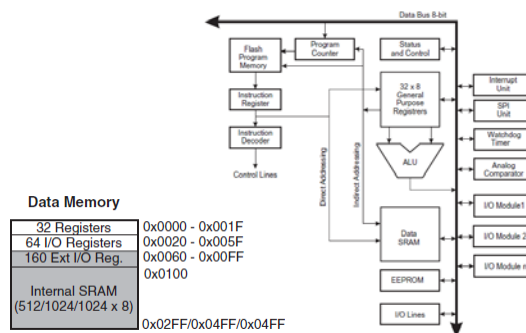 Data Bus 8-bit
Flash
Program
Memory
Program
Counter
Status
and Control
Instruction
Register
32 x 8
General
Purpose
Registrers
Interrupt
Unit
SPI
Unit
Instruction
Decoder
Watchdog
Timer
Direct Addressing
Indirect Addressing
ALU
Analog
Comparator
Control Lines
I/O Module1
Data
SRAM
I/O Module 2
I/O Module n
EEPROM
I/O Lines
Data Memory
32 Registers 0x0000 - 0x001F
64 I/O Registers 0x0020 - 0x005F
160 Ext I/O Reg. 0x0060 - 0x00FF
0x0100
Internal SRAM
(512/1024/1024 x 8)
0x02FF/0x04FF/0x04FF